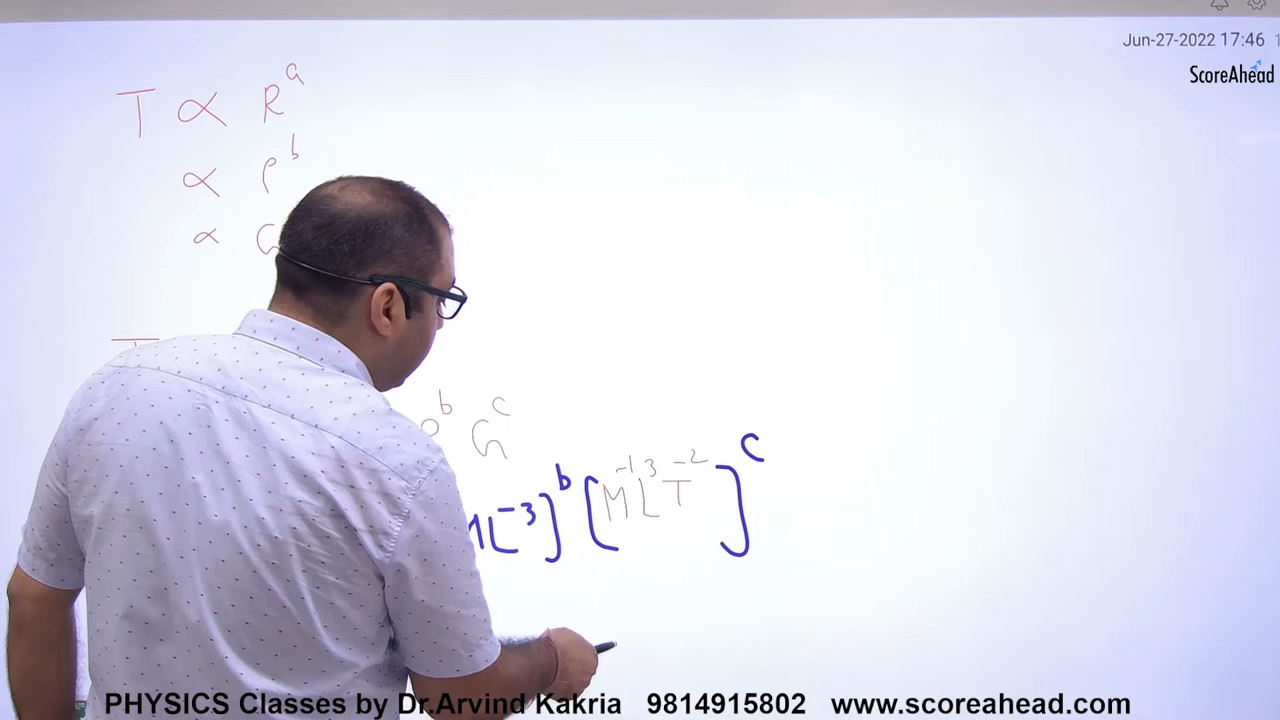 Jun-27-2022 17:46
ScoreAhead
T ∝ R^a
∝ ρ^b
∝ G
T
ρ^b G^c
ML^-3]^b [M^-1 L^3 T^-2]^c
PHYSICS Classes by Dr.Arvind Kakria 9814915802 www.scoreahead.com